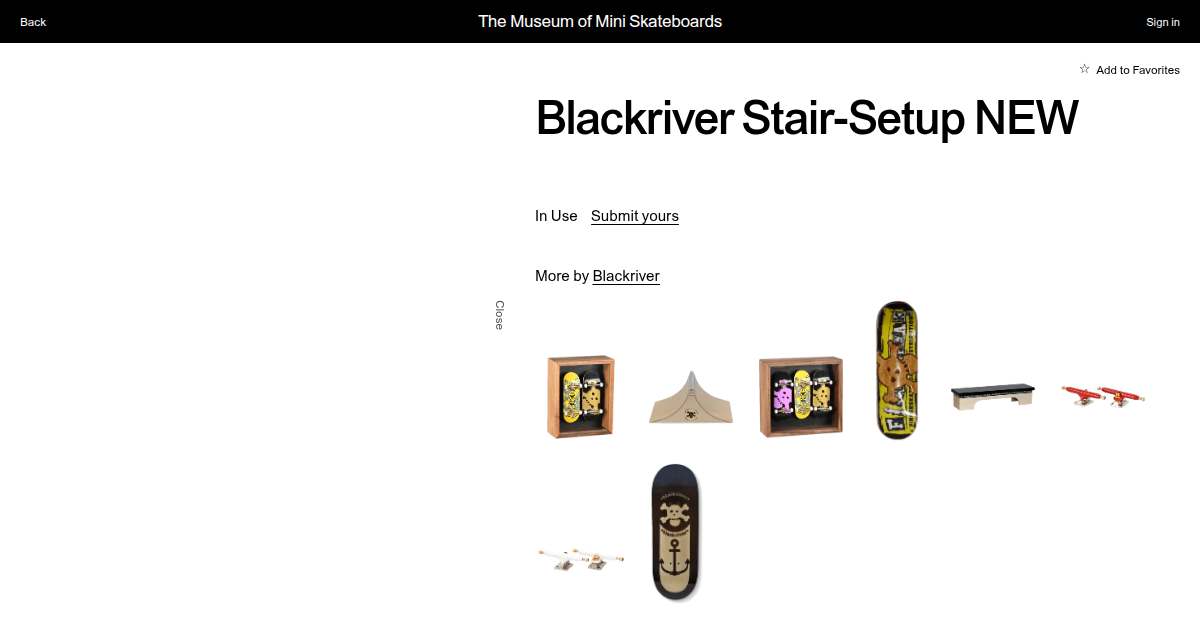 Back
The Museum of Mini Skateboards
Sign in
☆ Add to Favorites
Blackriver Stair-Setup NEW
In Use Submit yours
More by Blackriver
Close